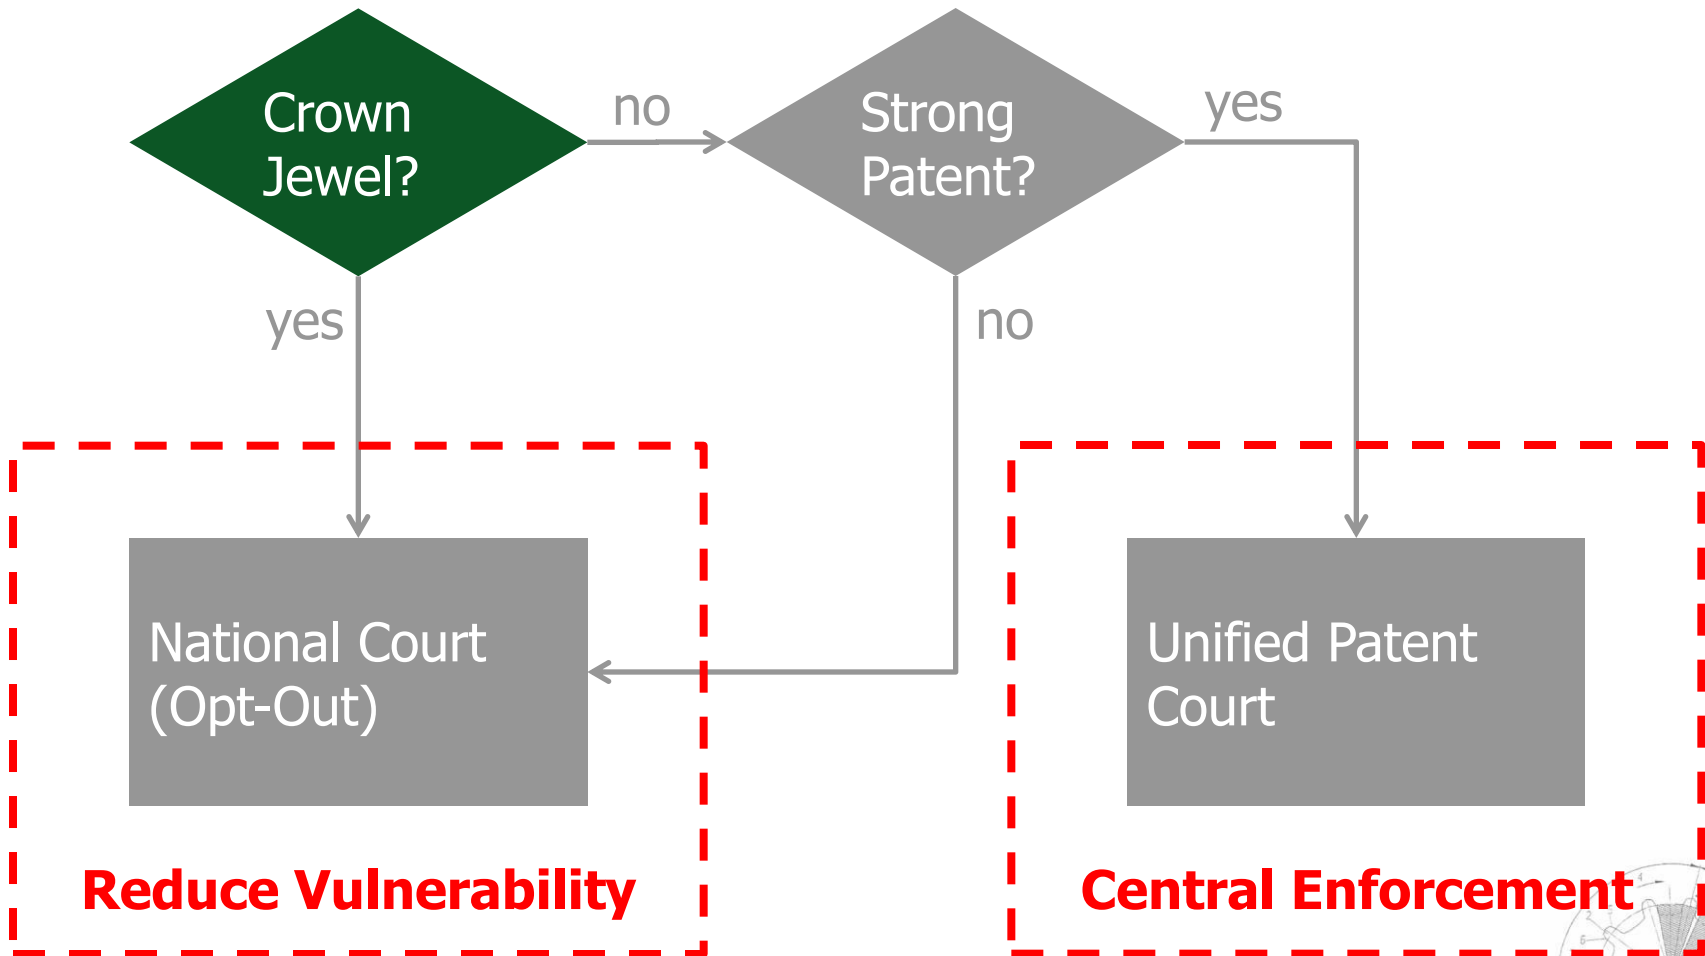 Crown
Jewel?
no
Strong
Patent?
yes
yes
no
National Court
(Opt-Out)
Unified Patent
Court
Reduce Vulnerability
Central Enforcement